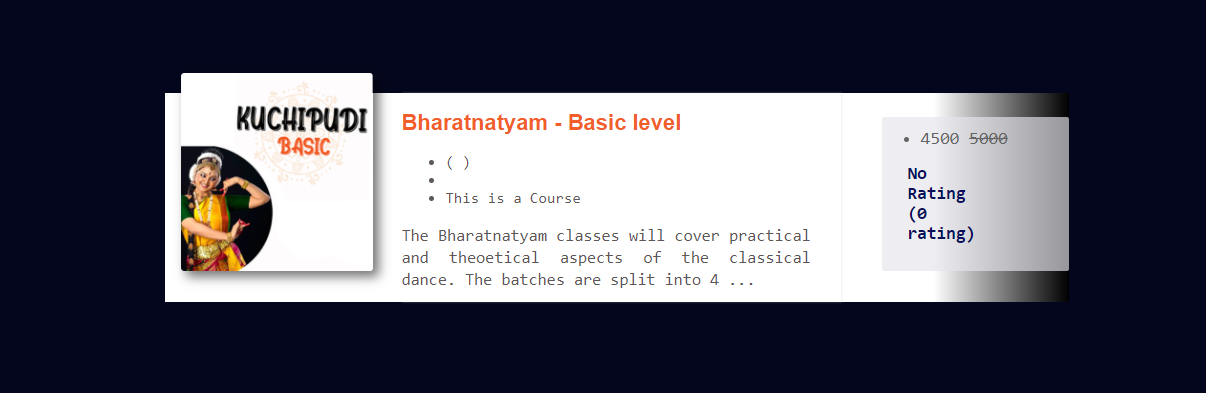 KUCHIPUDI
BASIC
Bharatnatyam - Basic level
( )
This is a Course
The Bharatnatyam classes will cover practical
and theoetical aspects of the classical
dance. The batches are split into 4 ...
4500 5000
No
Rating
(0
rating)